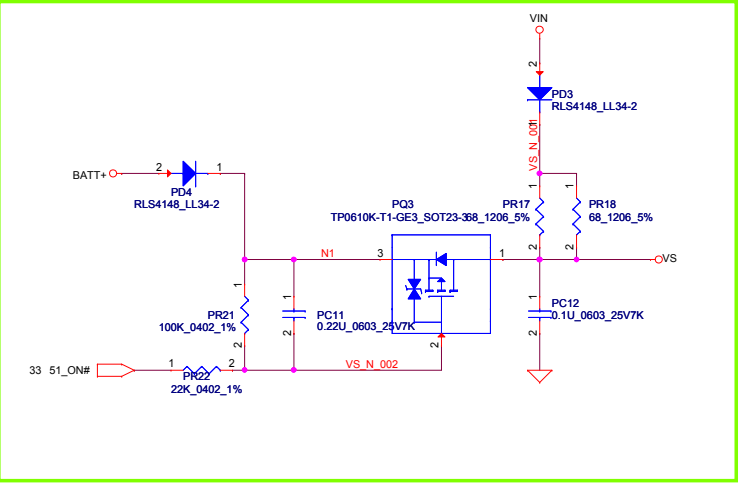 VIN
2
PD3
RLS4148_LL34-2
1
VS_N_001
BATT+
2
1
PD4
RLS4148_LL34-2
PQ3
TP0610K-T1-GE3_SOT23-3
1
PR17
68_1206_5%
2
1
PR18
68_1206_5%
2
N1
3
1
VS
1
PR21
100K_0402_1%
2
1
PC11
0.22U_0603_25V7K
2
2
1
PC12
0.1U_0603_25V7K
2
VS_N_002
33 51_ON#
1
2
PR22
22K_0402_1%